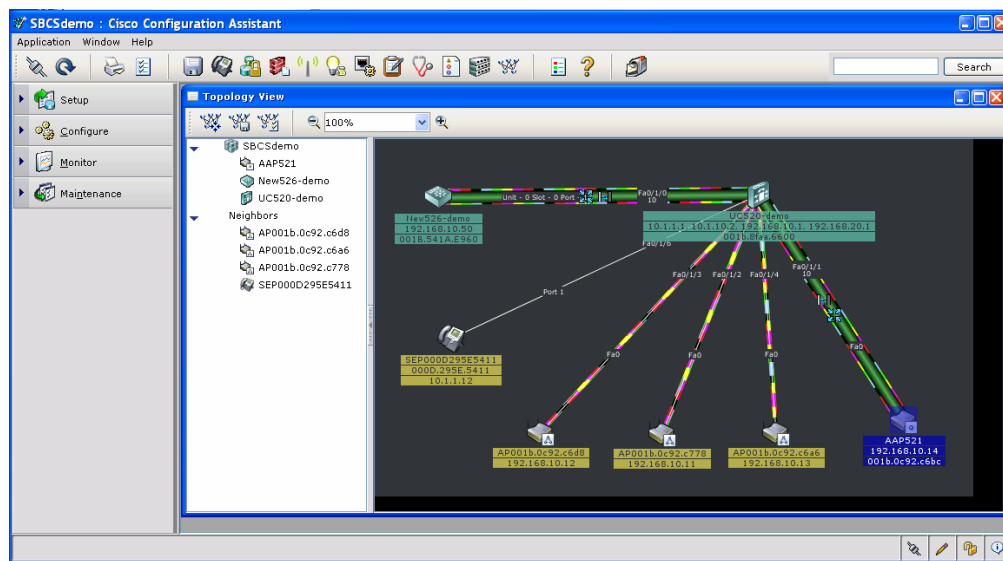 SBCSdemo : Cisco Configuration Assistant
Application Window Help
Search
Setup
Configure
Monitor
Maintenance
Topology View
100%
SBCSdemo
AAP521
New526-demo
UC520-demo
Neighbors
AP001b.0c92.c6d8
AP001b.0c92.c6a6
AP001b.0c92.c778
SEP000D295E5411
Unit - 0 Slot - 0 Port -
Fa0/1/0
10
New526-demo
192.168.10.50
001B.541A.E960
UC520-demo
10.1.1.1, 10.1.10.2, 192.168.10.1, 192.168.20.1
001b.8faa.6600
Fa0/1/6
Fa0/1/3
Fa0/1/2
Fa0/1/4
Fa0/1/1
10
Port 1
SEP000D295E5411
000D.295E.5411
10.1.1.12
Fa0
Fa0
Fa0
Fa0
AP001b.0c92.c6d8
192.168.10.12
AP001b.0c92.c778
192.168.10.11
AP001b.0c92.c6a6
192.168.10.13
AAP521
192.168.10.14
001b.0c92.c6bc